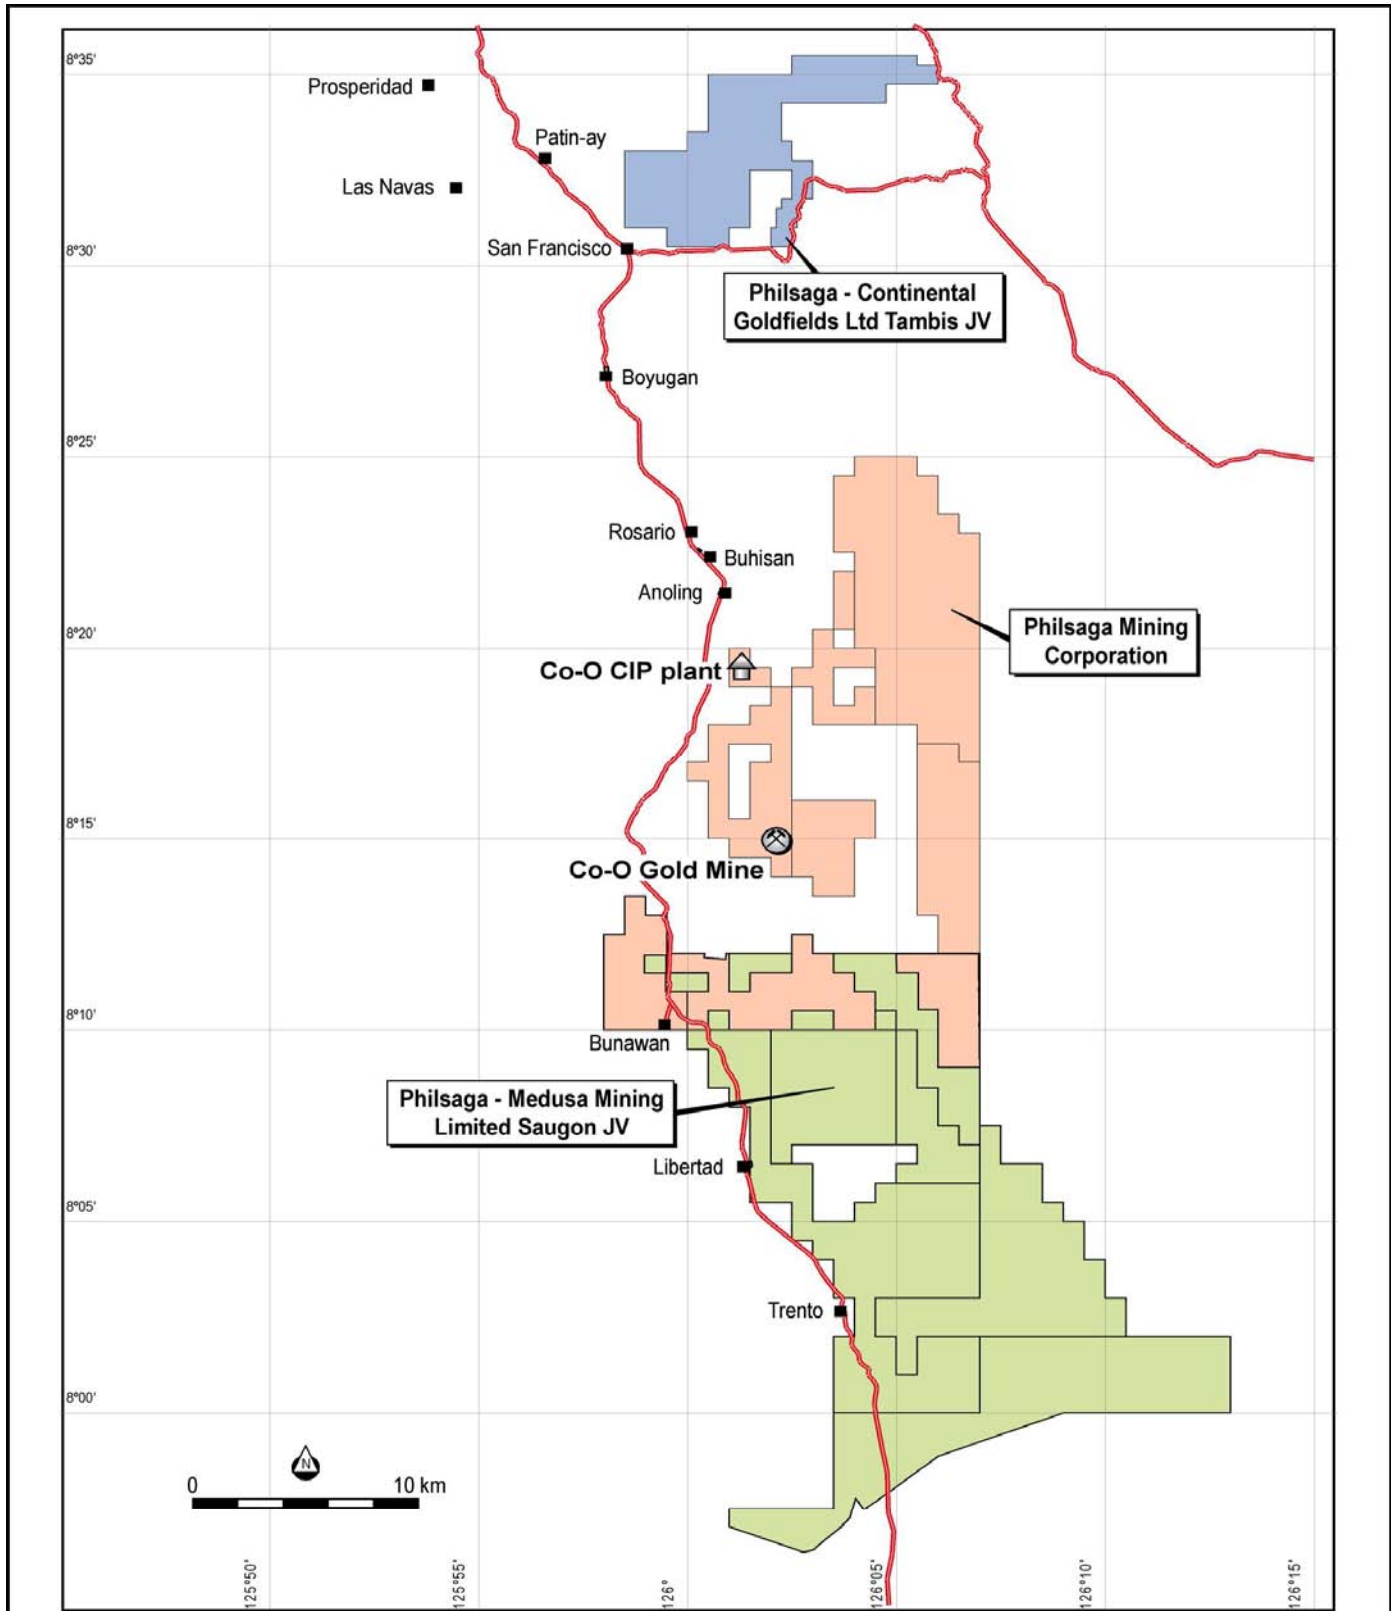 8°35'
Prosperidad
Patin-ay
Las Navas
San Francisco
8°30'
Philsaga - Continental
Goldfields Ltd Tambis JV
Boyugan
8°25'
Rosario
Buhisan
Anoling
8°20'
Philsaga Mining
Corporation
Co-O CIP plant
8°15'
Co-O Gold Mine
8°10'
Bunawan
Philsaga - Medusa Mining
Limited Saugon JV
Libertad
8°05'
Trento
8°00'
N
0
10 km
125°50'
125°55'
126°
126°05'
126°10'
126°15'